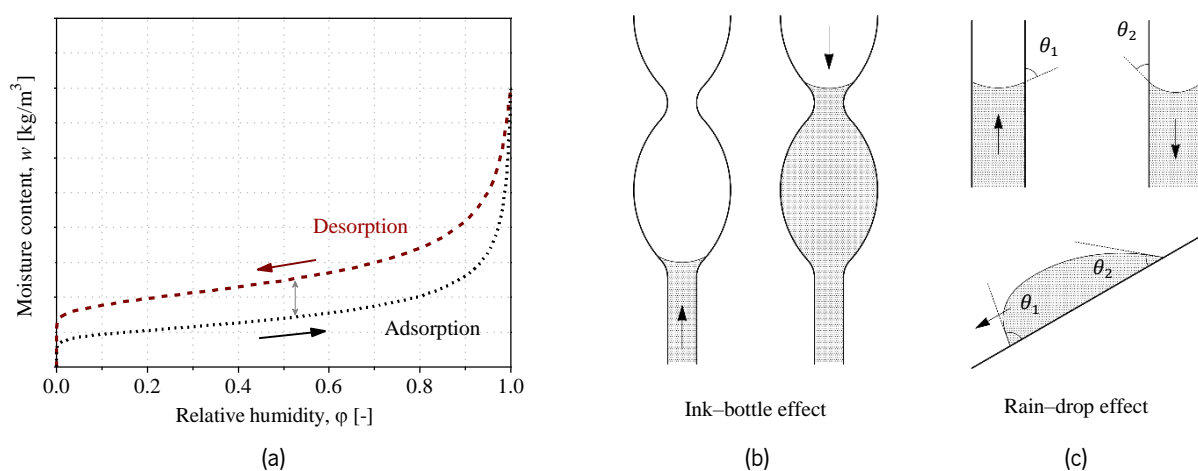 Moisture content, w [kg/m³]
Desorption
Adsorption
0.0 0.2 0.4 0.6 0.8 1.0
Relative humidity, φ [-]
(a)
Ink–bottle effect
(b)
θ₁
θ₂
θ₂
θ₁
Rain–drop effect
(c)